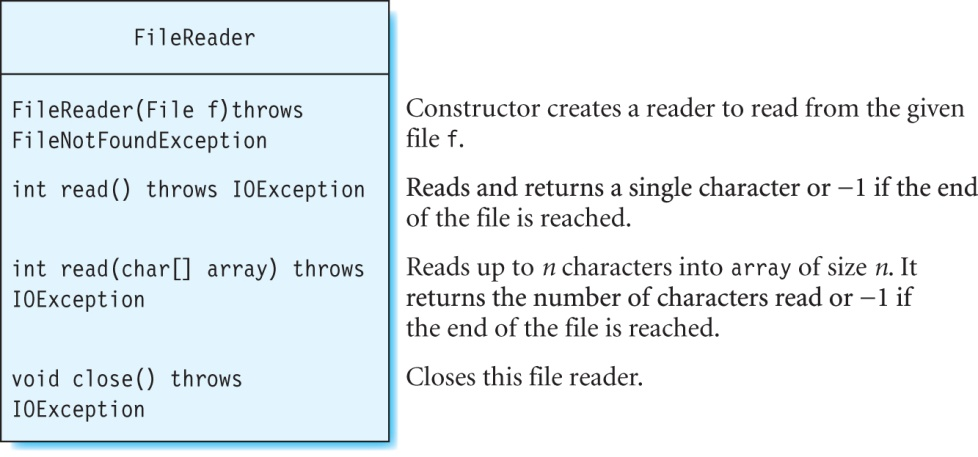 FileReader
FileReader(File f)throws
FileNotFoundException
Constructor creates a reader to read from the given
file f.
int read() throws IOException
Reads and returns a single character or −1 if the end
of the file is reached.
int read(char[] array) throws
IOException
Reads up to n characters into array of size n. It
returns the number of characters read or −1 if
the end of the file is reached.
void close() throws
IOException
Closes this file reader.